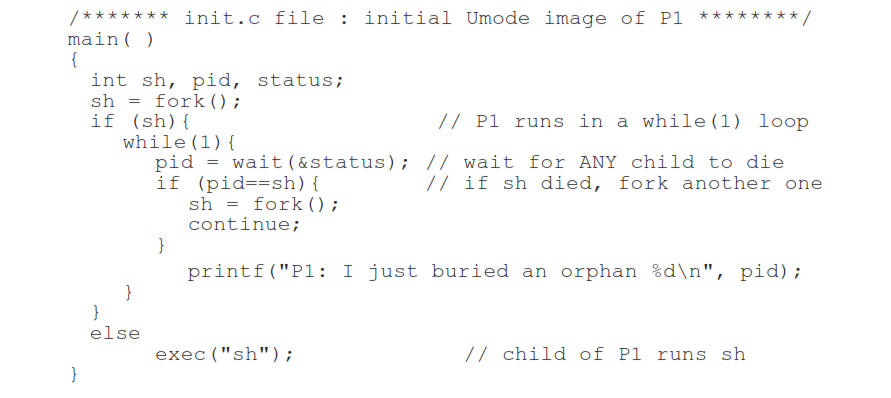 /******* init.c file : initial Umode image of P1 ********/
main( )
{
int sh, pid, status;
sh = fork();
if (sh){ // P1 runs in a while(1) loop
while(1){
pid = wait(&status); // wait for ANY child to die
if (pid==sh){ // if sh died, fork another one
sh = fork();
continue;
}
printf("P1: I just buried an orphan %d\n", pid);
}
}
else
exec("sh"); // child of P1 runs sh
}